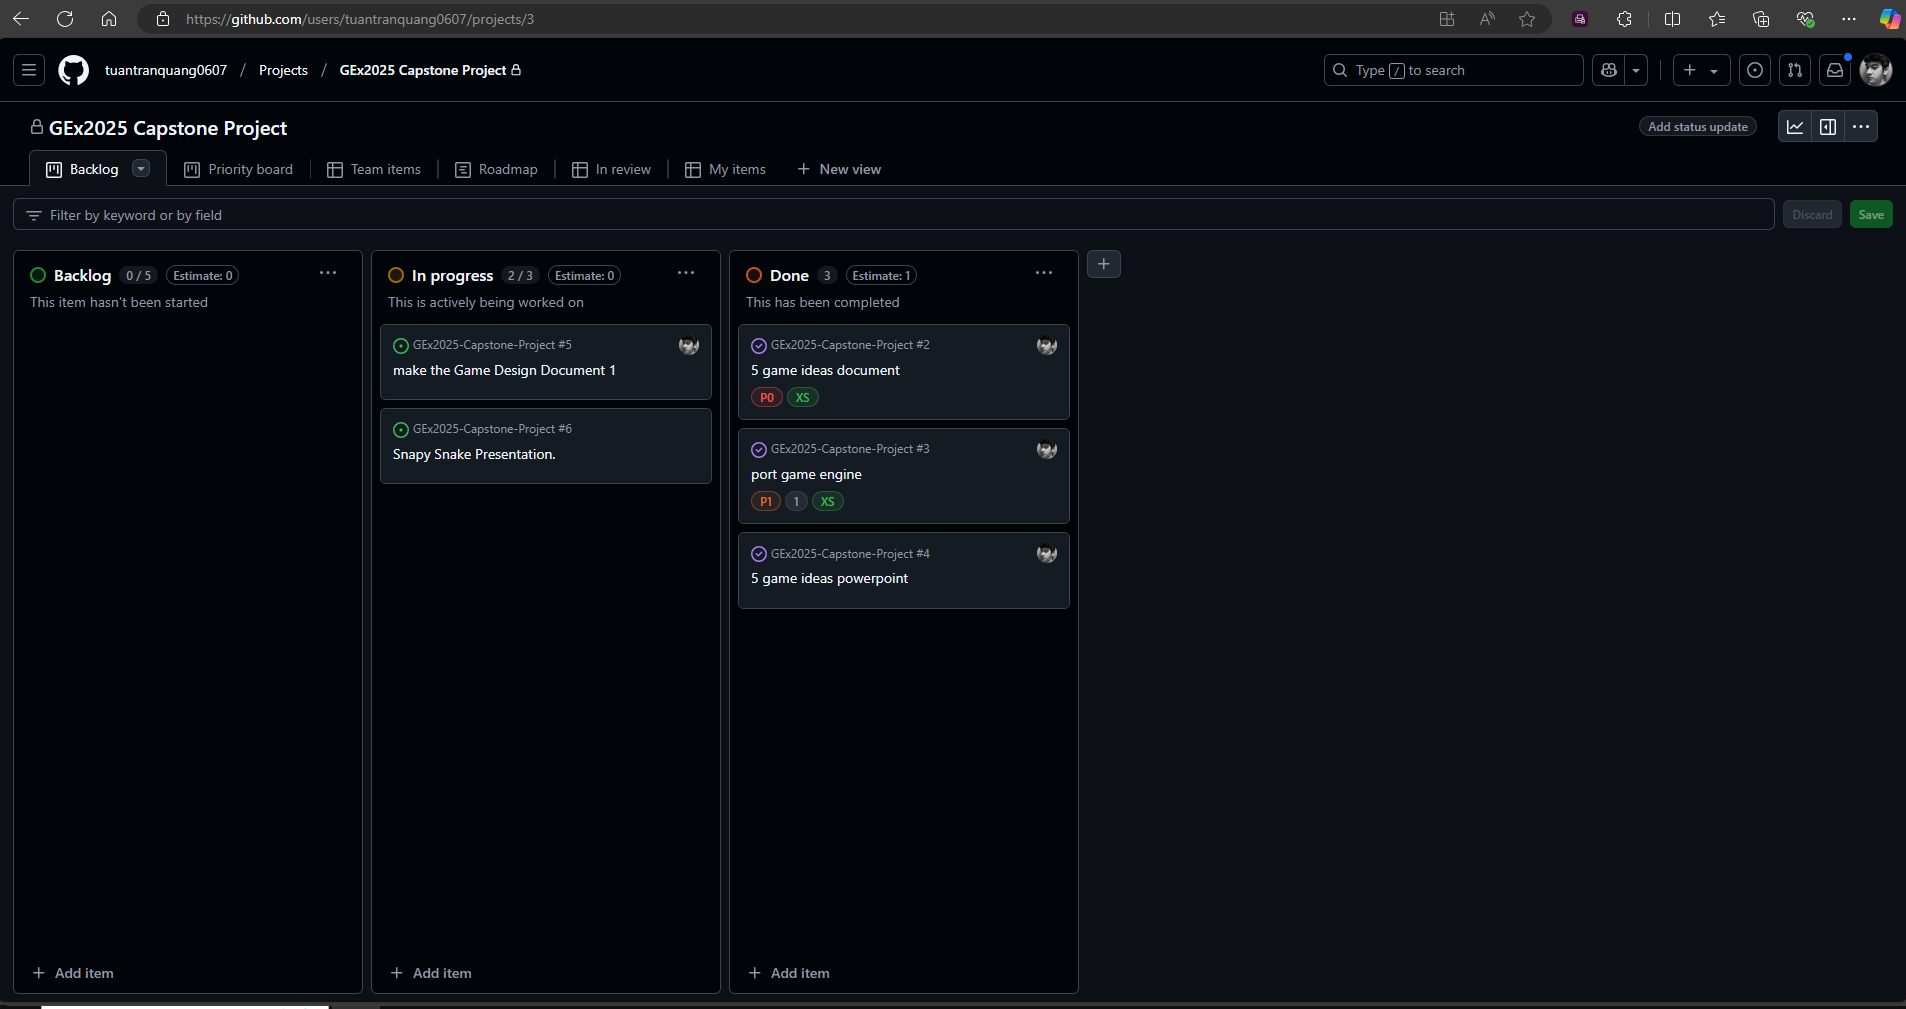 https://github.com/users/tuantranquang0607/projects/3
tuantranquang0607 / Projects / GEx2025 Capstone Project
Type / to search
GEx2025 Capstone Project
Add status update
Backlog
Priority board
Team items
Roadmap
In review
My items
New view
Filter by keyword or by field
Discard
Save
Backlog 0 / 5 Estimate: 0
This item hasn't been started
Add item
In progress 2 / 3 Estimate: 0
This is actively being worked on
GEx2025-Capstone-Project #5
make the Game Design Document 1
GEx2025-Capstone-Project #6
Snapy Snake Presentation.
Add item
Done 3 Estimate: 1
This has been completed
GEx2025-Capstone-Project #2
5 game ideas document
P0 XS
GEx2025-Capstone-Project #3
port game engine
P1 1 XS
GEx2025-Capstone-Project #4
5 game ideas powerpoint
Add item